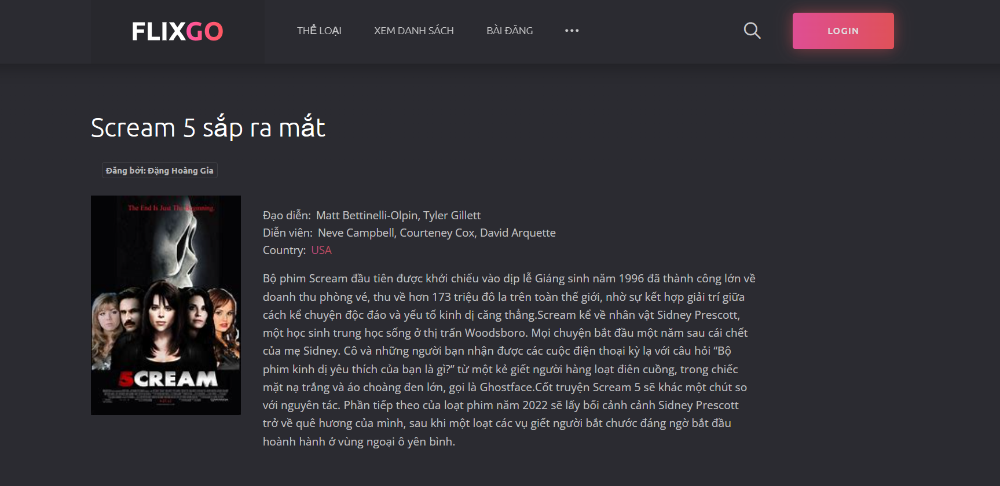 FLIXGO
THỂ LOẠI
XEM DANH SÁCH
BÀI ĐĂNG
LOGIN
Scream 5 sắp ra mắt
Đăng bởi: Đặng Hoàng Gia
The End Is Just The Beginning.
5CREAM
Đạo diễn: Matt Bettinelli-Olpin, Tyler Gillett
Diễn viên: Neve Campbell, Courteney Cox, David Arquette
Country: USA
Bộ phim Scream đầu tiên được khởi chiếu vào dịp lễ Giáng sinh năm 1996 đã thành công lớn về
doanh thu phòng vé, thu về hơn 173 triệu đô la trên toàn thế giới, nhờ sự kết hợp giải trí giữa
cách kể chuyện độc đáo và yếu tố kinh dị căng thẳng.Scream kể về nhân vật Sidney Prescott,
một học sinh trung học sống ở thị trấn Woodsboro. Mọi chuyện bắt đầu một năm sau cái chết
của mẹ Sidney. Cô và những người bạn nhận được các cuộc điện thoại kỳ lạ với câu hỏi “Bộ
phim kinh dị yêu thích của bạn là gì?” từ một kẻ giết người hàng loạt điên cuồng, trong chiếc
mặt nạ trắng và áo choàng đen lớn, gọi là Ghostface.Cốt truyện Scream 5 sẽ khác một chút so
với nguyên tác. Phần tiếp theo của loạt phim năm 2022 sẽ lấy bối cảnh cảnh Sidney Prescott
trở về quê hương của mình, sau khi một loạt các vụ giết người bắt chước đáng ngờ bắt đầu
hoành hành ở vùng ngoại ô yên bình.